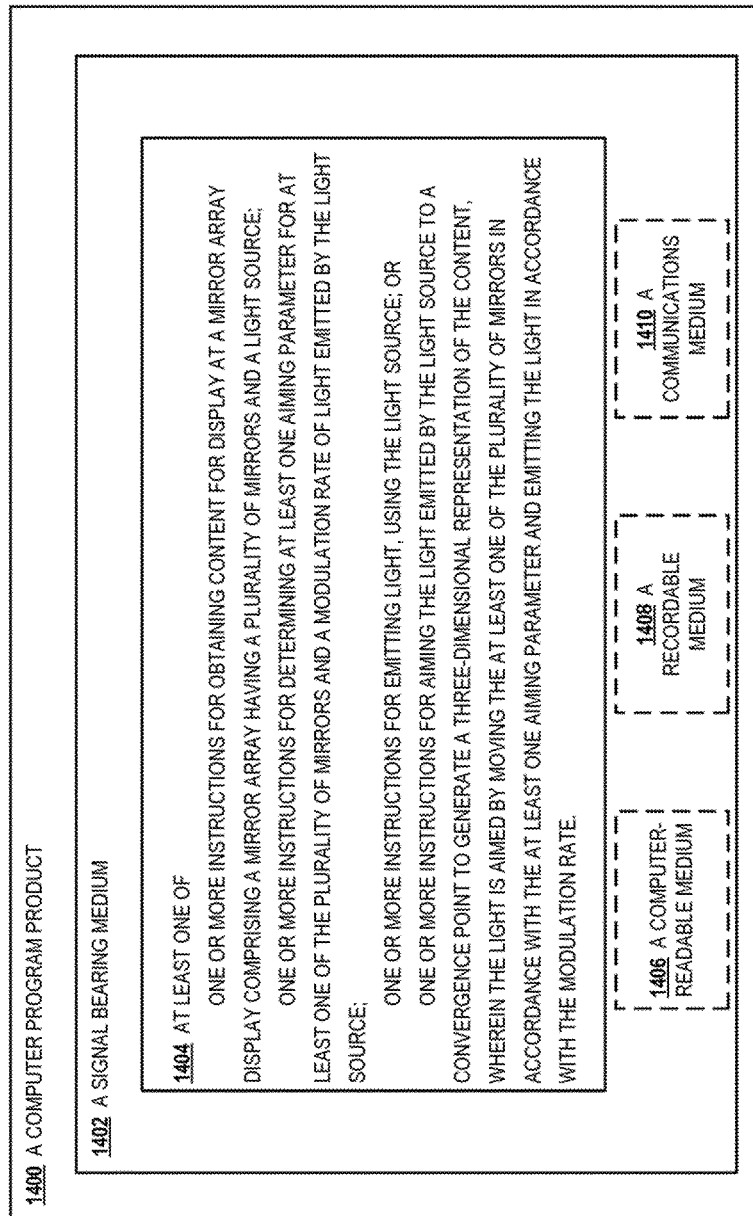 1400 A COMPUTER PROGRAM PRODUCT
1402 A SIGNAL BEARING MEDIUM
1404 AT LEAST ONE OF
ONE OR MORE INSTRUCTIONS FOR OBTAINING CONTENT FOR DISPLAY AT A MIRROR ARRAY
DISPLAY COMPRISING A MIRROR ARRAY HAVING A PLURALITY OF MIRRORS AND A LIGHT SOURCE;
ONE OR MORE INSTRUCTIONS FOR DETERMINING AT LEAST ONE AIMING PARAMETER FOR AT
LEAST ONE OF THE PLURALITY OF MIRRORS AND A MODULATION RATE OF LIGHT EMITTED BY THE LIGHT
SOURCE;
ONE OR MORE INSTRUCTIONS FOR EMITTING LIGHT, USING THE LIGHT SOURCE; OR
ONE OR MORE INSTRUCTIONS FOR AIMING THE LIGHT EMITTED BY THE LIGHT SOURCE TO A
CONVERGENCE POINT TO GENERATE A THREE-DIMENSIONAL REPRESENTATION OF THE CONTENT,
WHEREIN THE LIGHT IS AIMED BY MOVING THE AT LEAST ONE OF THE PLURALITY OF MIRRORS IN
ACCORDANCE WITH THE AT LEAST ONE AIMING PARAMETER AND EMITTING THE LIGHT IN ACCORDANCE
WITH THE MODULATION RATE.
1406 A COMPUTER-
READABLE MEDIUM
1408 A
RECORDABLE
MEDIUM
1410 A
COMMUNICATIONS
MEDIUM